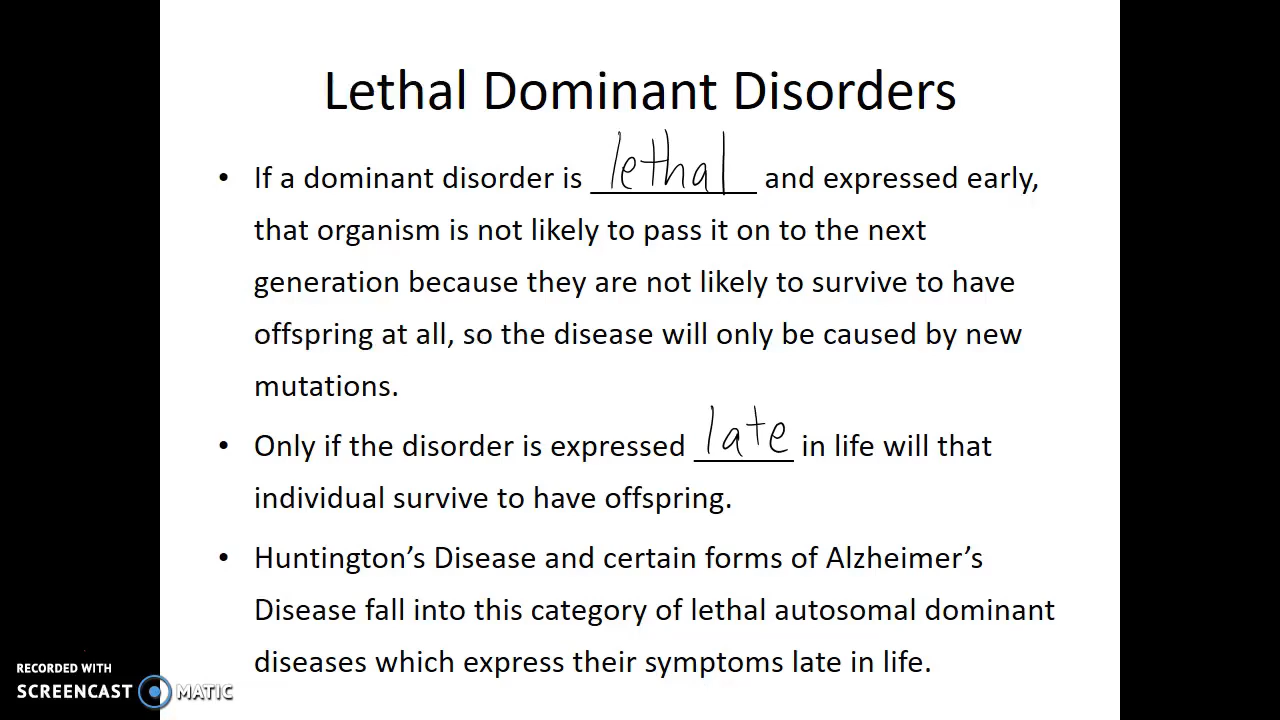 Lethal Dominant Disorders
• If a dominant disorder is lethal and expressed early,
that organism is not likely to pass it on to the next
generation because they are not likely to survive to have
offspring at all, so the disease will only be caused by new
mutations.
• Only if the disorder is expressed late in life will that
individual survive to have offspring.
• Huntington’s Disease and certain forms of Alzheimer’s
Disease fall into this category of lethal autosomal dominant
diseases which express their symptoms late in life.
RECORDED WITH
SCREENCAST MATIC